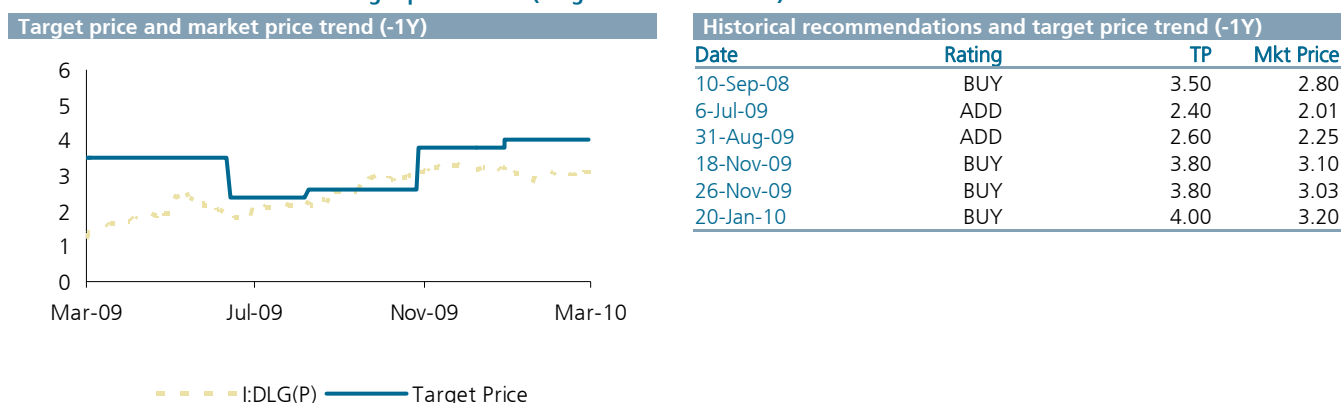 Target price and market price trend (-1Y)
6
5
4
3
2
1
0
Mar-09 Jul-09 Nov-09 Mar-10
I:DLG(P) Target Price
Historical recommendations and target price trend (-1Y)
Date Rating TP Mkt Price
10-Sep-08 BUY 3.50 2.80
6-Jul-09 ADD 2.40 2.01
31-Aug-09 ADD 2.60 2.25
18-Nov-09 BUY 3.80 3.10
26-Nov-09 BUY 3.80 3.03
20-Jan-10 BUY 4.00 3.20